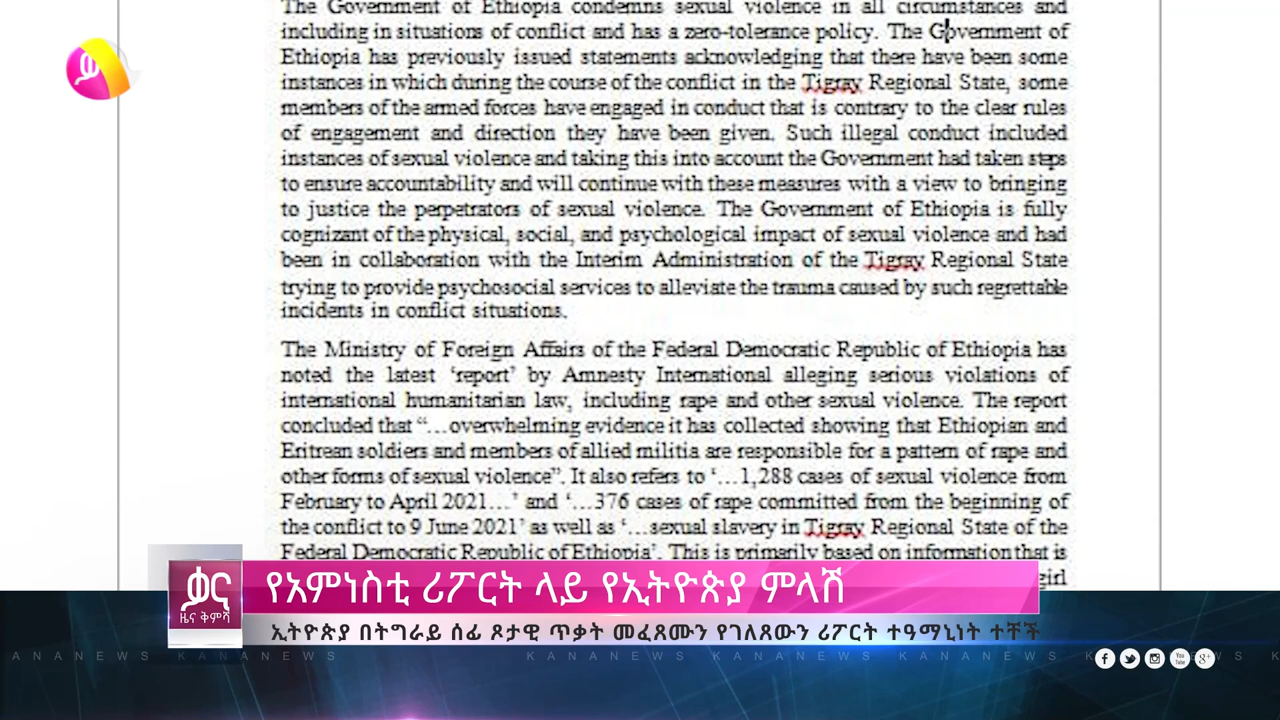 The Government of Ethiopia condemns sexual violence in all circumstances and
including in situations of conflict and has a zero-tolerance policy. The Government of
Ethiopia has previously issued statements acknowledging that there have been some
instances in which during the course of the conflict in the Tigray Regional State, some
members of the armed forces have engaged in conduct that is contrary to the clear rules
of engagement and direction they have been given. Such illegal conduct included
instances of sexual violence and taking this into account the Government had taken steps
to ensure accountability and will continue with these measures with a view to bringing
to justice the perpetrators of sexual violence. The Government of Ethiopia is fully
cognizant of the physical, social, and psychological impact of sexual violence and had
been in collaboration with the Interim Administration of the Tigray Regional State
trying to provide psychosocial services to alleviate the trauma caused by such regrettable
incidents in conflict situations.
The Ministry of Foreign Affairs of the Federal Democratic Republic of Ethiopia has
noted the latest ‘report’ by Amnesty International alleging serious violations of
international humanitarian law, including rape and other sexual violence. The report
concluded that “…overwhelming evidence it has collected showing that Ethiopian and
Eritrean soldiers and members of allied militia are responsible for a pattern of rape and
other forms of sexual violence”. It also refers to ‘…1,288 cases of sexual violence from
February to April 2021…’ and ‘…376 cases of rape committed from the beginning of
the conflict to 9 June 2021’ as well as ‘…sexual slavery in Tigray Regional State of the
Federal Democratic Republic of Ethiopia’. This is primarily based on information that is
girl
ቃና
ዜና ቅምሻ
የአምነስቲ ሪፖርት ላይ የኢትዮጵያ ምላሽ
ኢትዮጵያ በትግራይ ሰፊ ጾታዊ ጥቃት መፈጸሙን የገለጸውን ሪፖርት ተዓማኒነት ተቸች
ANANEWS KANANEWS KANANEWS KANANEWS KANANEWS K